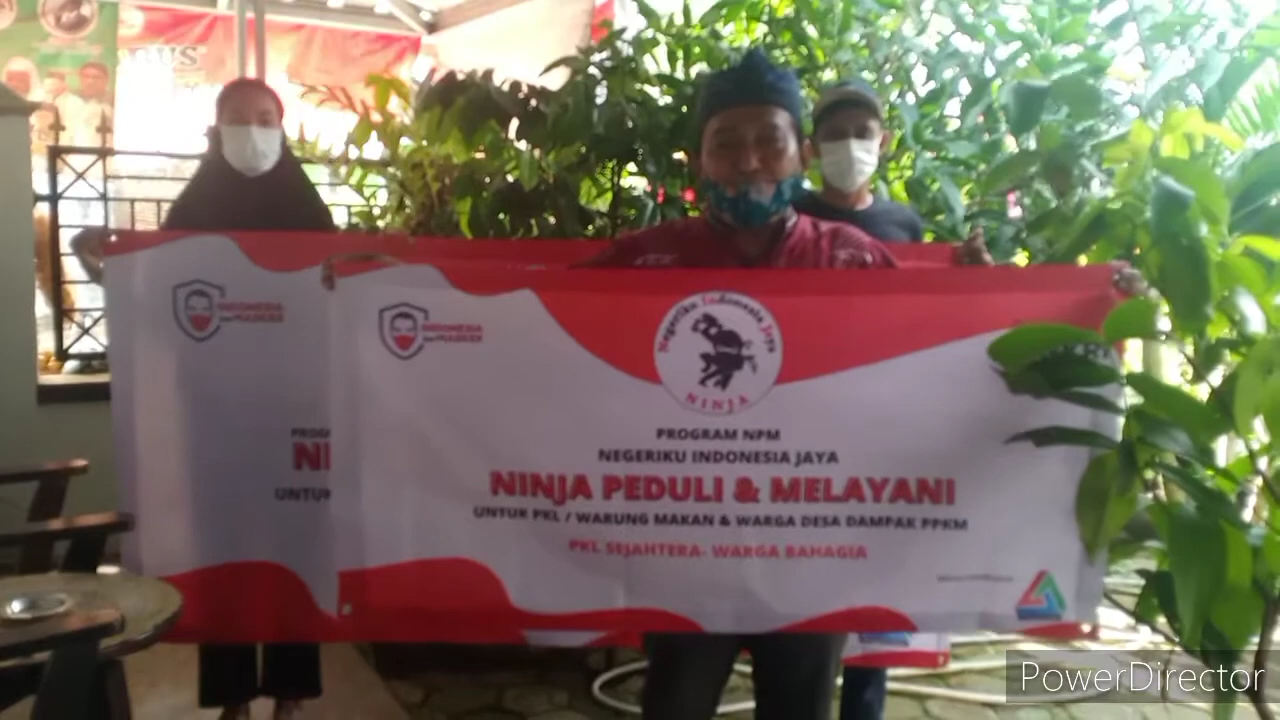 INDONESIA
MASKER
INDONESIA
MASKER
Negeriku Indonesia Jaya
NINJA
PROGRAM NPM
NEGERIKU INDONESIA JAYA
NI
NINJA PEDULI & MELAYANI
UNTUK
UNTUK PKL / WARUNG MAKAN & WARGA DESA DAMPAK PPKM
PKL SEJAHTERA- WARGA BAHAGIA
PowerDirector